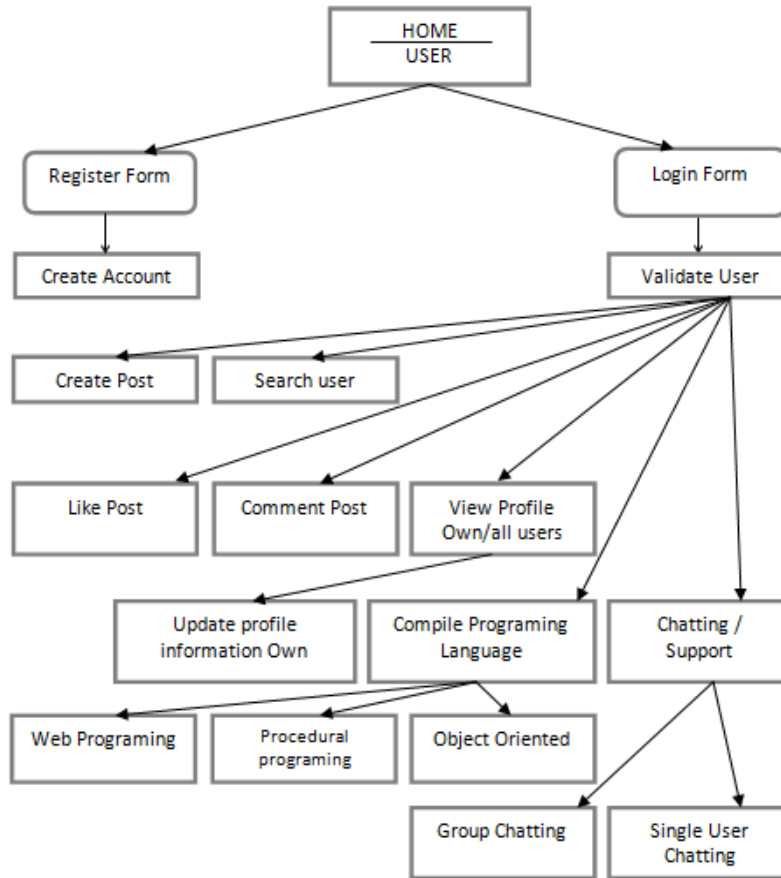 HOME
USER
Register Form
Login Form
Create Account
Validate User
Create Post
Search user
Like Post
Comment Post
View Profile
Own/all users
Update profile
information Own
Compile Programing
Language
Chatting /
Support
Web Programing
Procedural
programing
Object Oriented
Group Chatting
Single User
Chatting